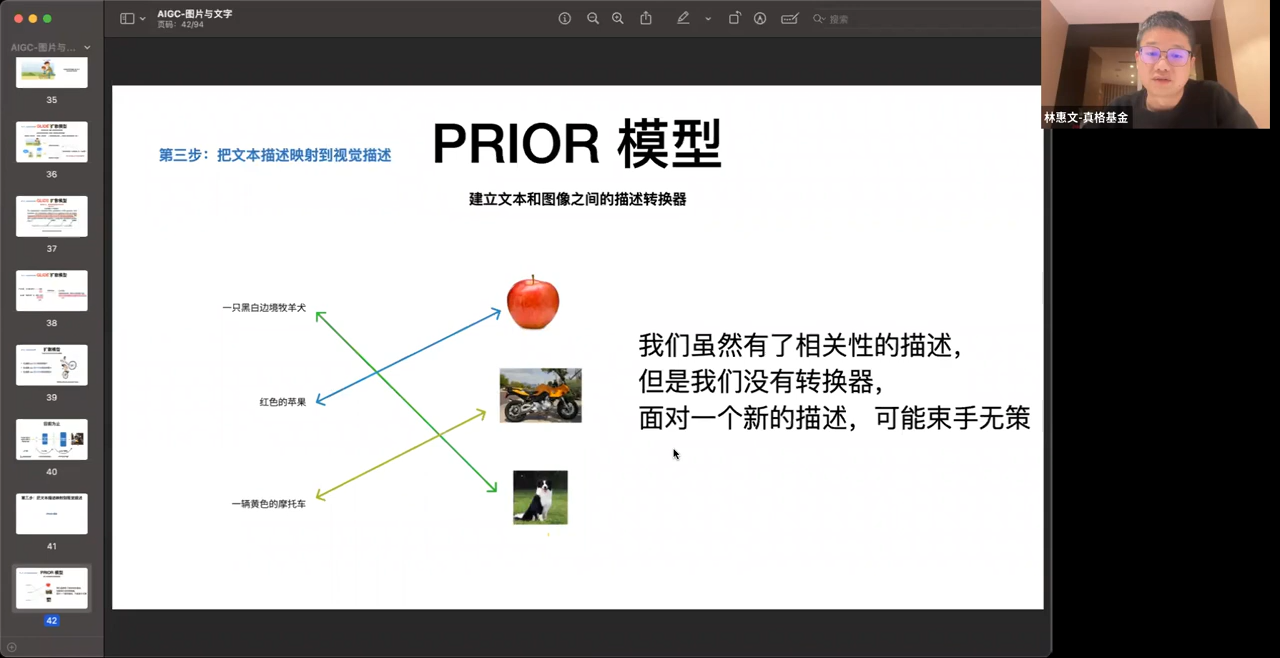 AIGC-图片与文字
页码：42/94
搜索
AIGC-图片与...
35
36
37
38
39
40
41
42
林惠文-真格基金
第三步：把文本描述映射到视觉描述
PRIOR 模型
建立文本和图像之间的描述转换器
一只黑白边境牧羊犬
红色的苹果
一辆黄色的摩托车
我们虽然有了相关性的描述，
但是我们没有转换器，
面对一个新的描述，可能束手无策